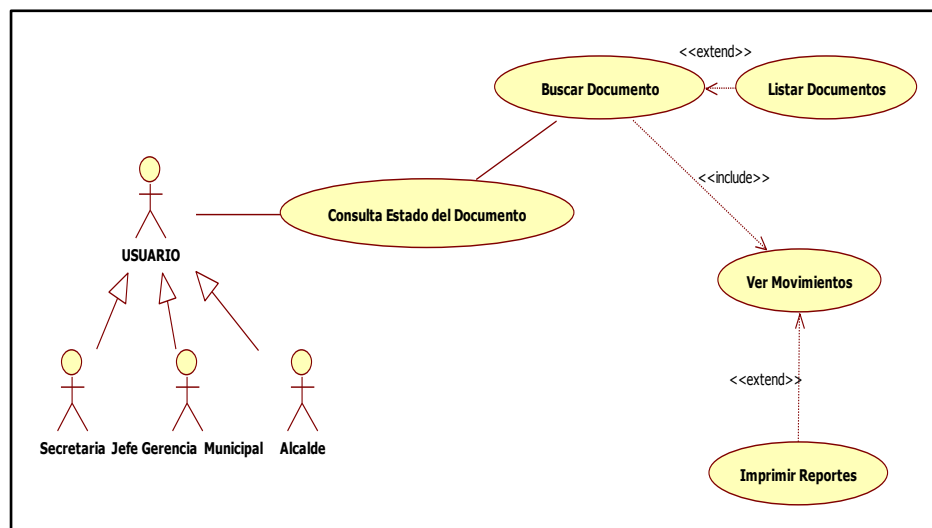 <<extend>>
Buscar Documento
Listar Documentos
<<include>>
Consulta Estado del Documento
USUARIO
Ver Movimientos
<<extend>>
Secretaria Jefe Gerencia Municipal Alcalde
Imprimir Reportes